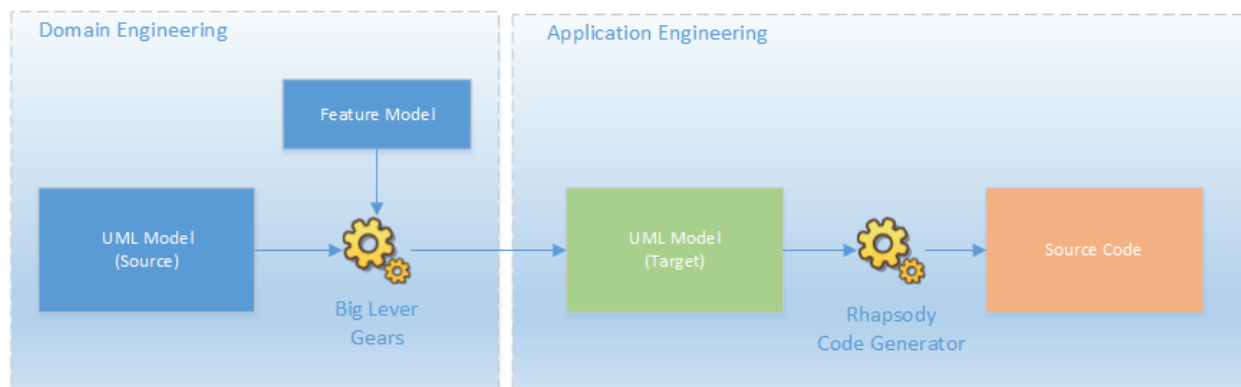 Domain Engineering
Application Engineering
Feature Model
UML Model
(Source)
Big Lever
Gears
UML Model
(Target)
Rhapsody
Code Generator
Source Code